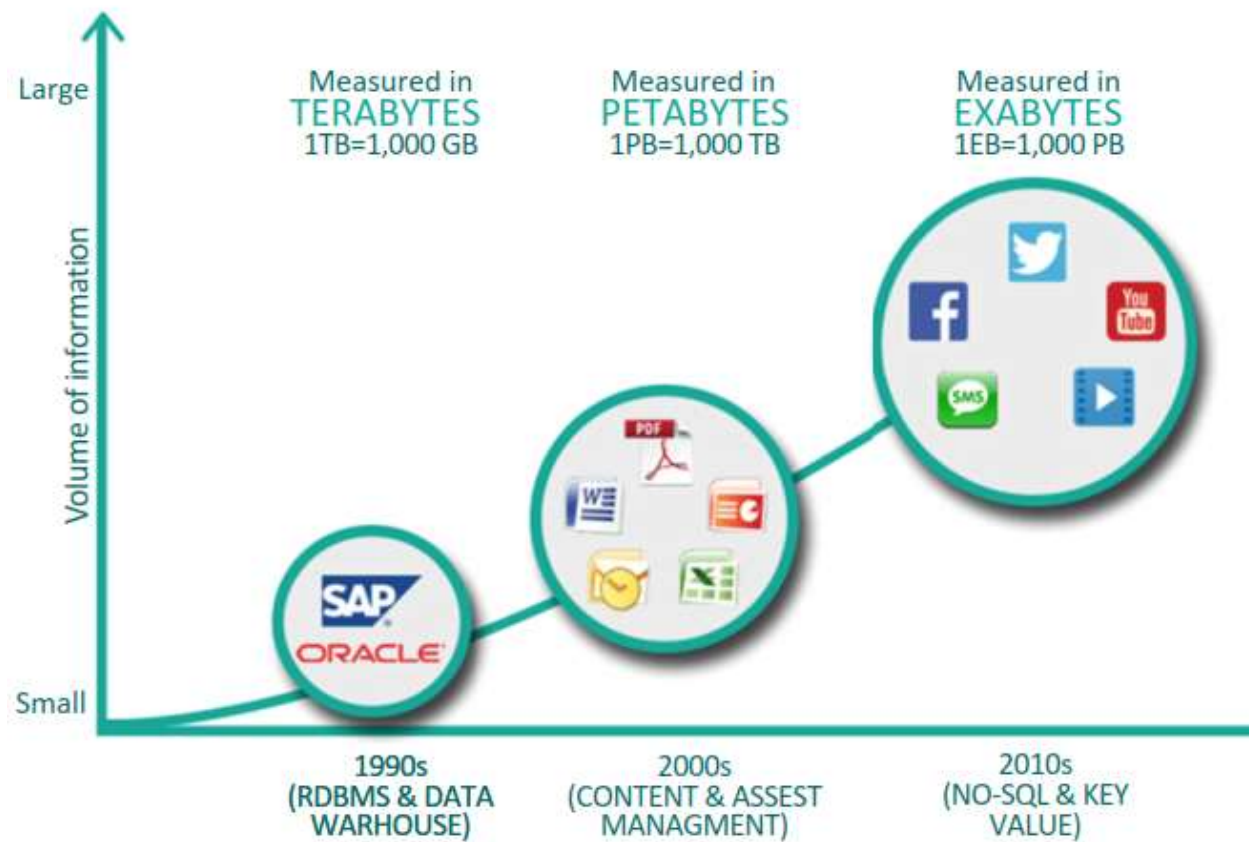 Large
Measured in
TERABYTES
1TB=1,000 GB
Measured in
PETABYTES
1PB=1,000 TB
Measured in
EXABYTES
1EB=1,000 PB
Volume of information
You
Tube
SMS
PDF
W
X
SAP
ORACLE
Small
1990s
(RDBMS & DATA
WARHOUSE)
2000s
(CONTENT & ASSEST
MANAGMENT)
2010s
(NO-SQL & KEY
VALUE)